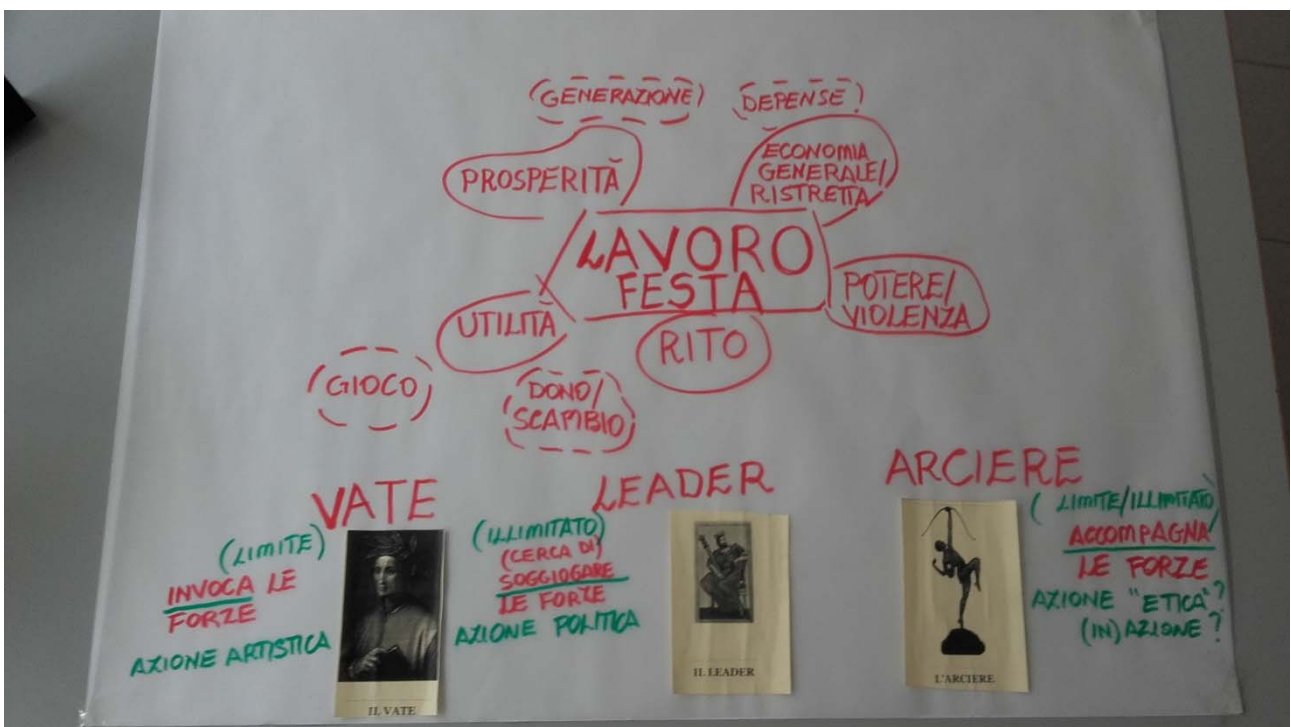 (GENERAZIONE)
DEPENSE?
PROSPERITÀ
ECONOMIA
GENERALE/
RISTRETTA
LAVORO
FESTA
POTERE/
VIOLENZA
UTILITÀ
RITO
GIOCO
DONO/
SCAMBIO
VATE
(LIMITE)
INVOCA LE
FORZE
AZIONE ARTISTICA
IL VATE
LEADER
(ILLIMITATO)
(CERCA DI)
SOGGIOGARE
LE FORZE
AZIONE POLITICA
IL LEADER
ARCIERE
(LIMITE/ILLIMITATO)
ACCOMPAGNA
LE FORZE
AZIONE "ETICA"?
(IN)AZIONE?
L'ARCIERE